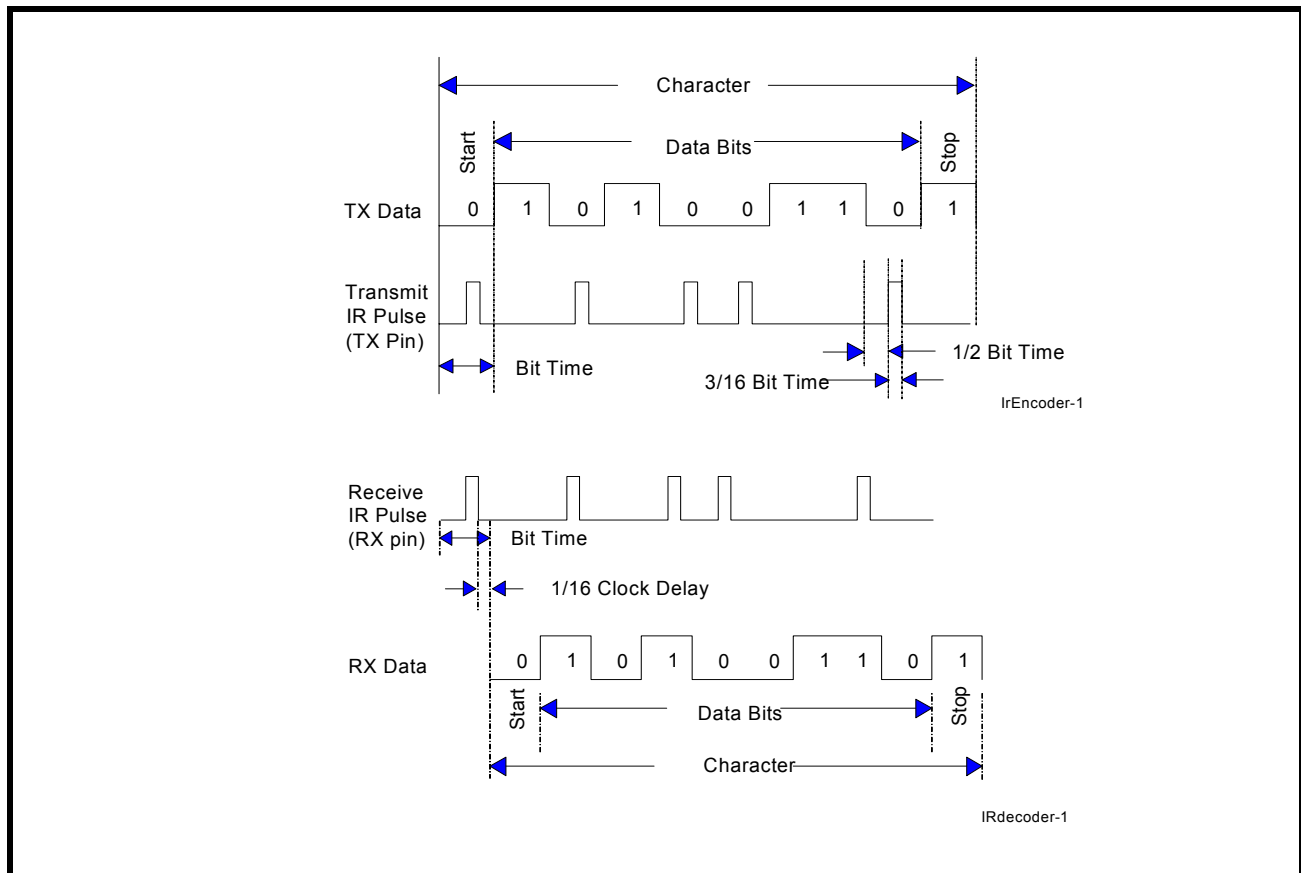 Character
Start
Data Bits
Stop
TX Data
0 1 0 1 0 0 1 1 0 1
Transmit
IR Pulse
(TX Pin)
Bit Time
1/2 Bit Time
3/16 Bit Time
IrEncoder-1
Receive
IR Pulse
(RX pin)
Bit Time
1/16 Clock Delay
RX Data
0 1 0 1 0 0 1 1 0 1
Start
Data Bits
Stop
Character
IRdecoder-1